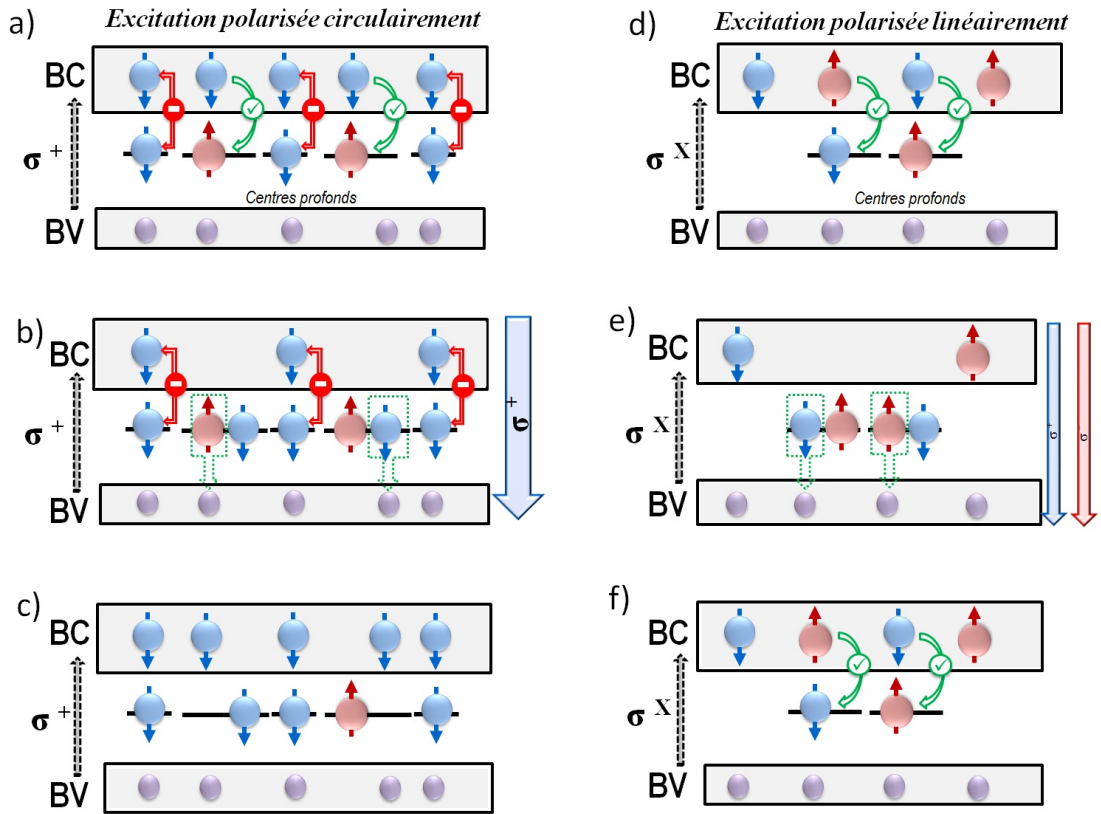 Excitation polarisée circulairement
a)
BC
σ +
Centres profonds
BV
b)
BC
σ +
BV
σ+
c)
BC
σ +
BV
Excitation polarisée linéairement
d)
BC
σ X
Centres profonds
BV
e)
BC
σ X
BV
σ+
σ-
f)
BC
σ X
BV